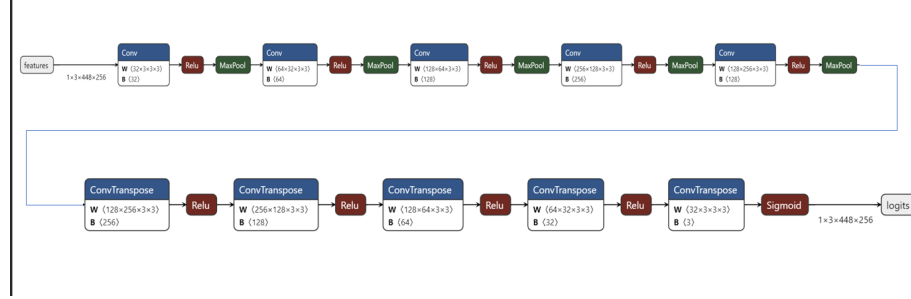 features
1×3×448×256
Conv
W ⟨32×3×3×3⟩
B ⟨32⟩
Relu
MaxPool
Conv
W ⟨64×32×3×3⟩
B ⟨64⟩
Relu
MaxPool
Conv
W ⟨128×64×3×3⟩
B ⟨128⟩
Relu
MaxPool
Conv
W ⟨256×128×3×3⟩
B ⟨256⟩
Relu
MaxPool
Conv
W ⟨128×256×3×3⟩
B ⟨128⟩
Relu
MaxPool
ConvTranspose
W ⟨128×256×3×3⟩
B ⟨256⟩
Relu
ConvTranspose
W ⟨256×128×3×3⟩
B ⟨128⟩
Relu
ConvTranspose
W ⟨128×64×3×3⟩
B ⟨64⟩
Relu
ConvTranspose
W ⟨64×32×3×3⟩
B ⟨32⟩
Relu
ConvTranspose
W ⟨32×3×3×3⟩
B ⟨3⟩
Sigmoid
1×3×448×256
logits